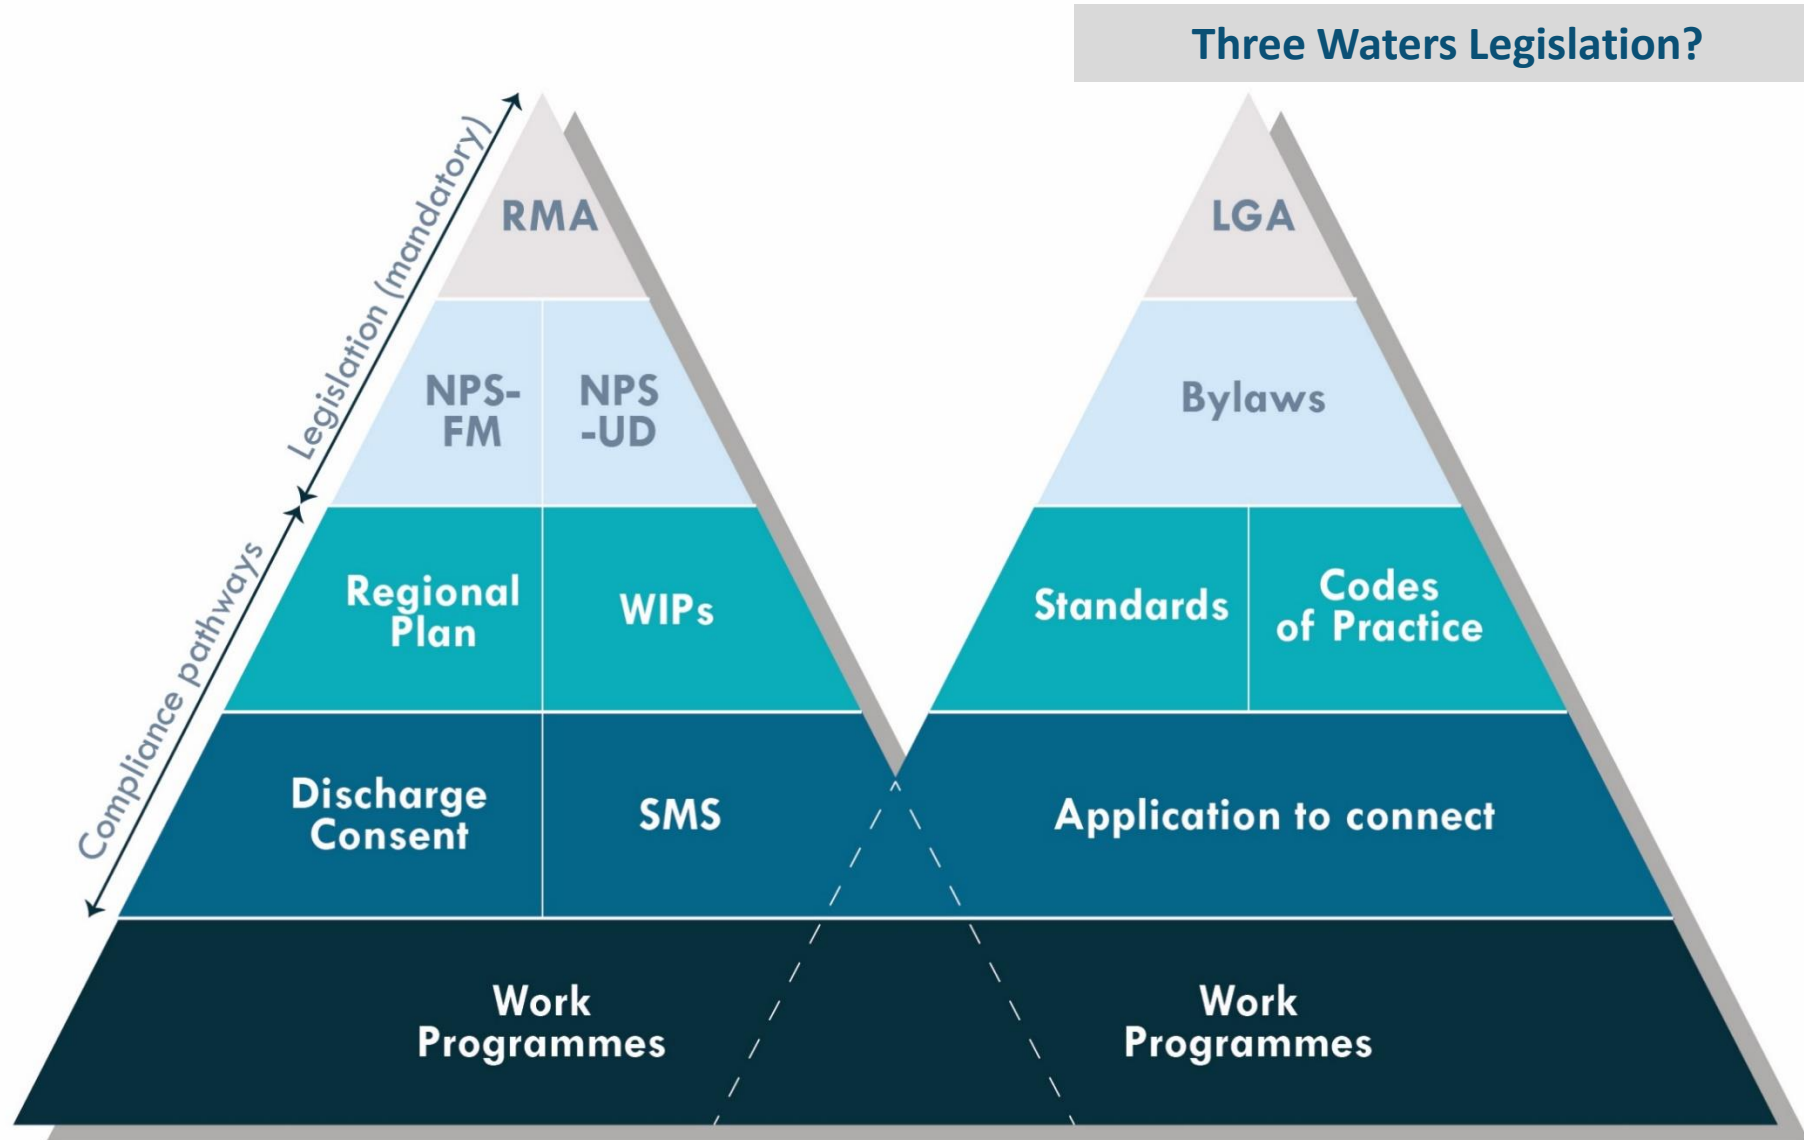 Three Waters Legislation?
Legislation (mandatory)
Compliance pathways
RMA
NPS-
FM
NPS
-UD
Regional
Plan
WIPs
Discharge
Consent
SMS
Work
Programmes
LGA
Bylaws
Standards
Codes
of Practice
Application to connect
Work
Programmes